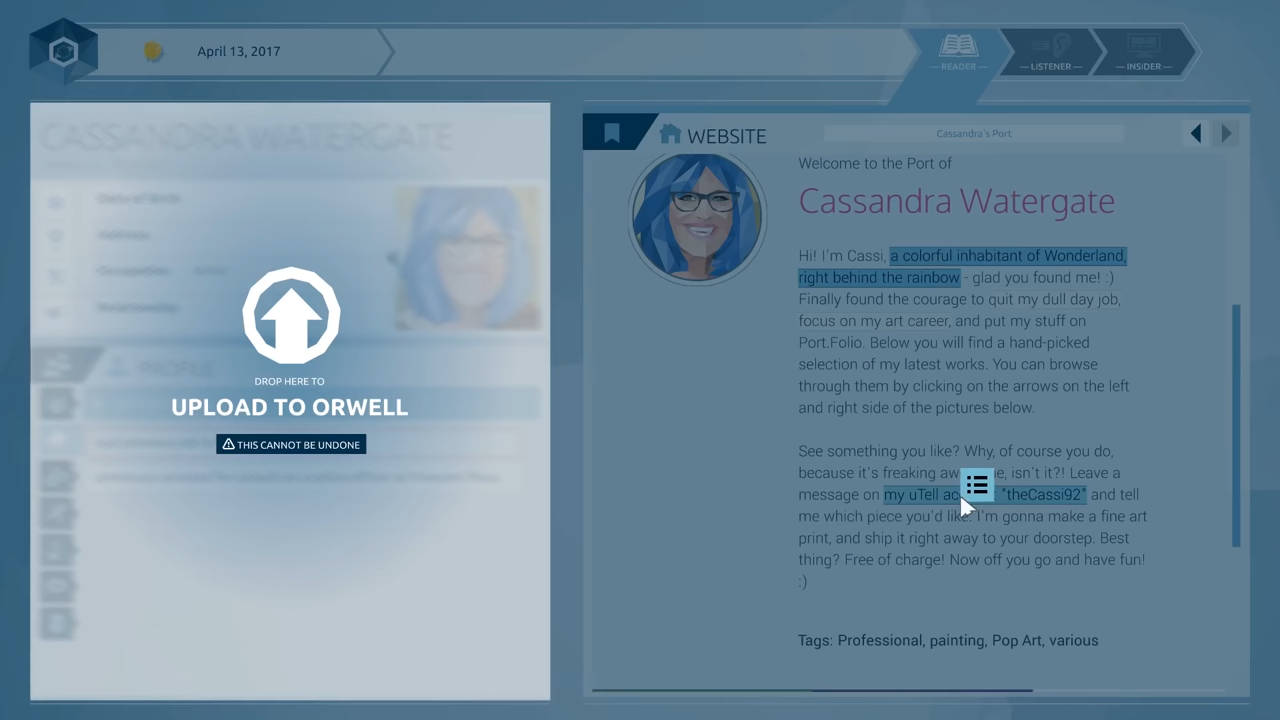 April 13, 2017
— READER —
— LISTENER —
— INSIDER —
CASSANDRA WATERGATE
Date of Birth
Address
Occupation
Relationship
PROFILE
DROP HERE TO
UPLOAD TO ORWELL
THIS CANNOT BE UNDONE
WEBSITE
Cassandra's Port
Welcome to the Port of
Cassandra Watergate
Hi! I'm Cassi, a colorful inhabitant of Wonderland,
right behind the rainbow - glad you found me! :)
Finally found the courage to quit my dull day job,
focus on my art career, and put my stuff on
Port.Folio. Below you will find a hand-picked
selection of my latest works. You can browse
through them by clicking on the arrows on the left
and right side of the pictures below.
See something you like? Why, of course you do,
because it's freaking aw e, isn't it?! Leave a
message on my uTell ac "theCassi92" and tell
me which piece you'd like. I'm gonna make a fine art
print, and ship it right away to your doorstep. Best
thing? Free of charge! Now off you go and have fun!
:)
Tags: Professional, painting, Pop Art, various